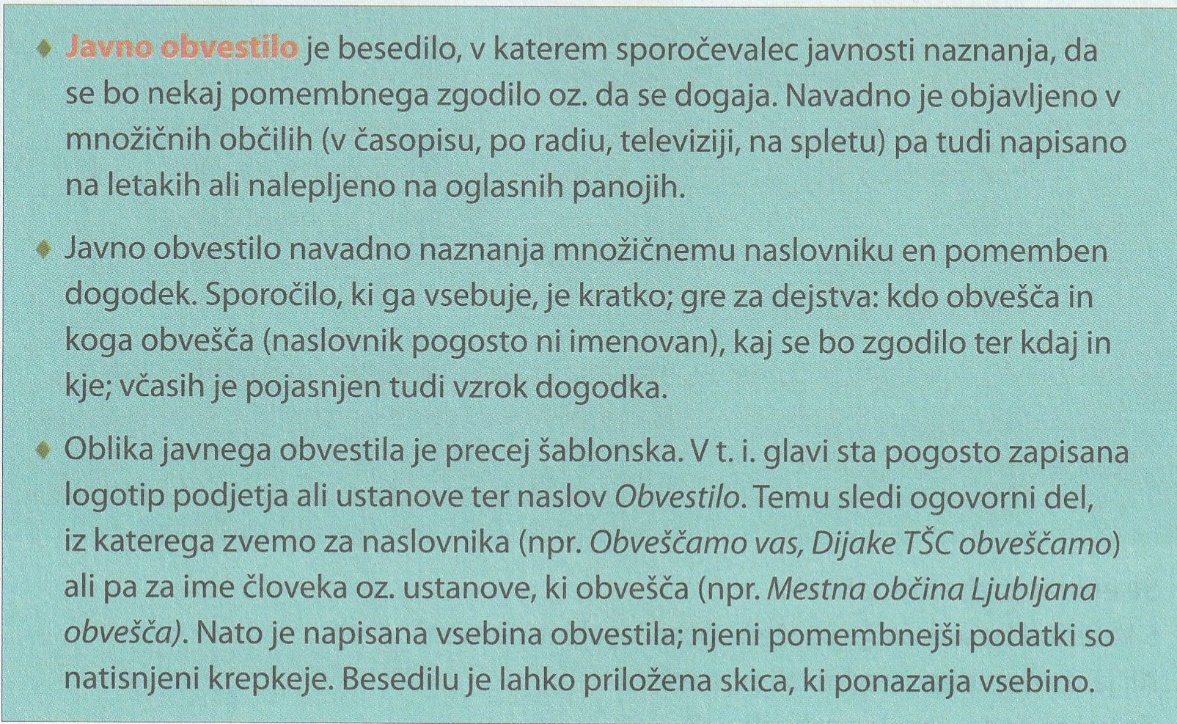 ♦ Javno obvestilo je besedilo, v katerem sporočevalec javnosti naznanja, da
se bo nekaj pomembnega zgodilo oz. da se dogaja. Navadno je objavljeno v
množičnih občilih (v časopisu, po radiu, televiziji, na spletu) pa tudi napisano
na letakih ali nalepljeno na oglasnih panojih.
♦ Javno obvestilo navadno naznanja množičnemu naslovniku en pomemben
dogodek. Sporočilo, ki ga vsebuje, je kratko; gre za dejstva: kdo obvešča in
koga obvešča (naslovnik pogosto ni imenovan), kaj se bo zgodilo ter kdaj in
kje; včasih je pojasnjen tudi vzrok dogodka.
♦ Oblika javnega obvestila je precej šablonska. V t. i. glavi sta pogosto zapisana
logotip podjetja ali ustanove ter naslov Obvestilo. Temu sledi ogovorni del,
iz katerega zvemo za naslovnika (npr. Obveščamo vas, Dijake TŠC obveščamo)
ali pa za ime človeka oz. ustanove, ki obvešča (npr. Mestna občina Ljubljana
obvešča). Nato je napisana vsebina obvestila; njeni pomembnejši podatki so
natisnjeni krepkeje. Besedilu je lahko priložena skica, ki ponazarja vsebino.